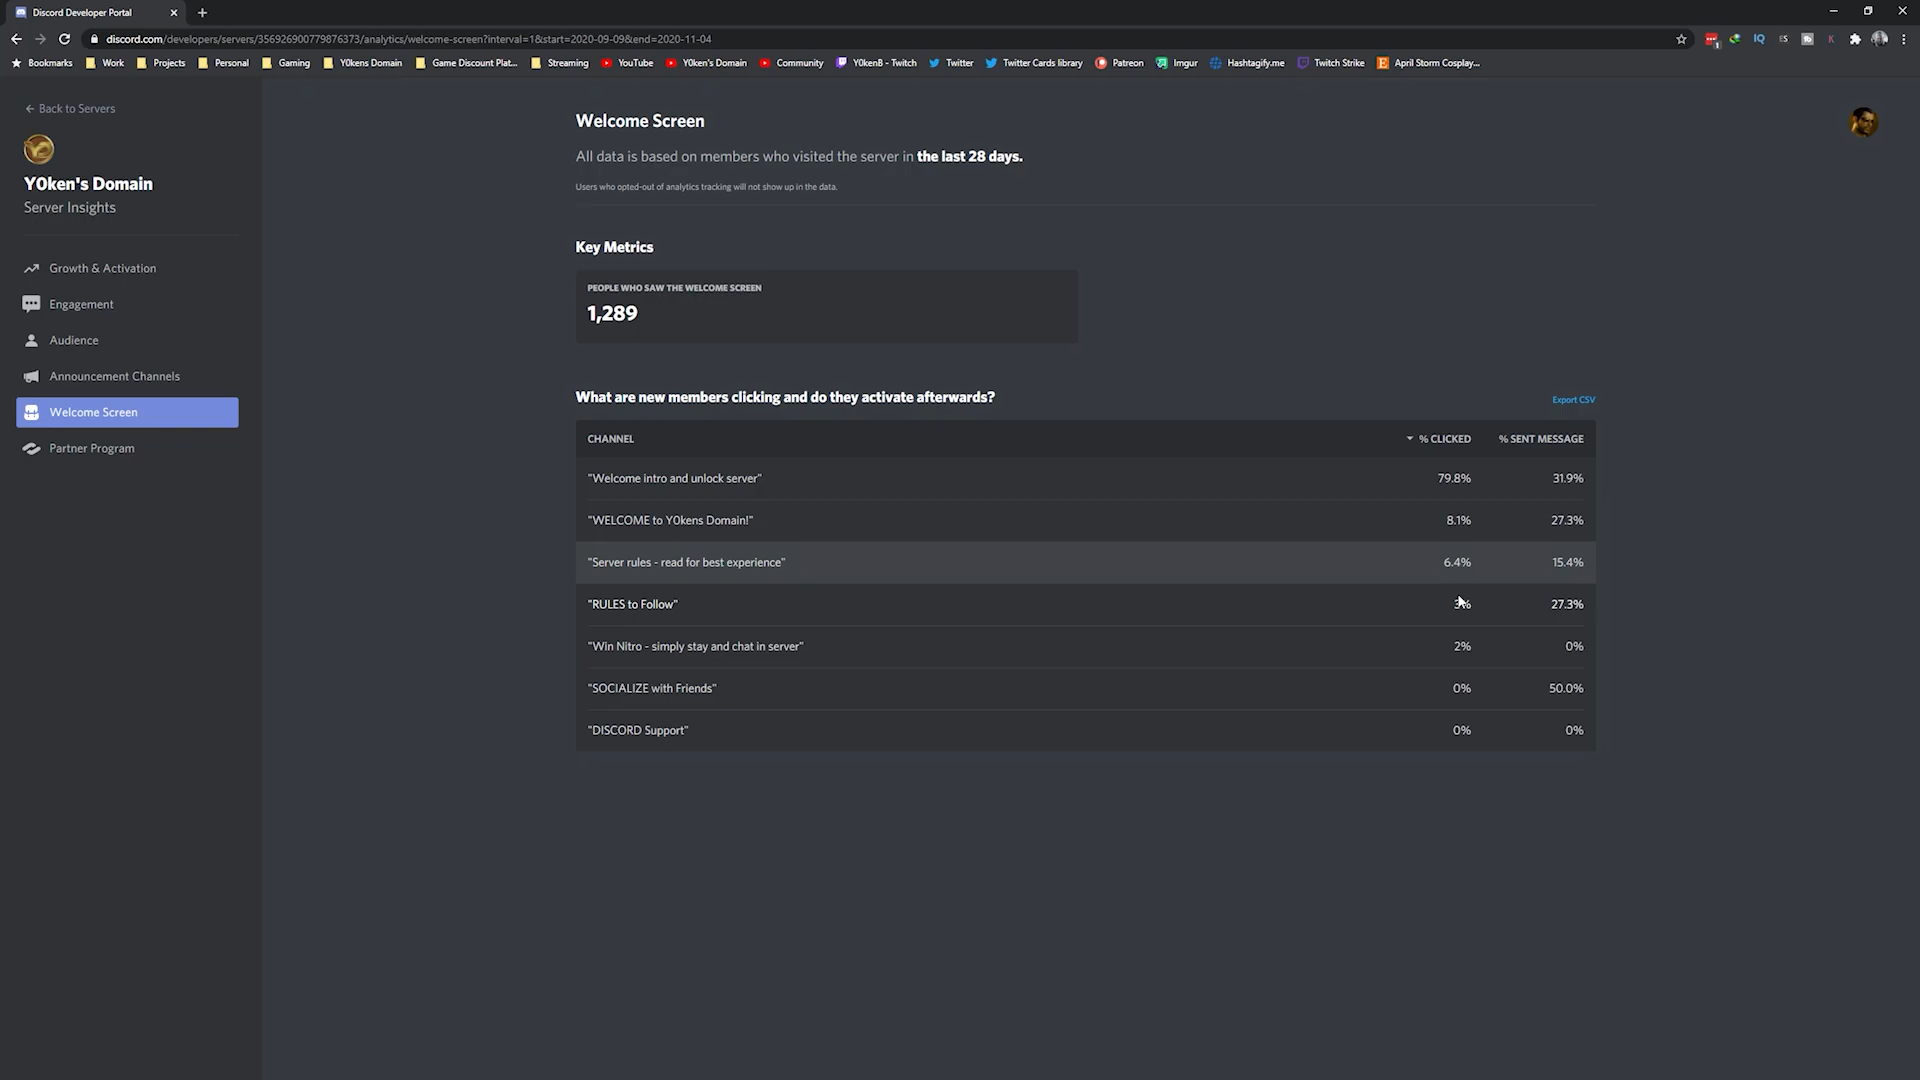 Discord Developer Portal
discord.com/developers/servers/356926900779876373/analytics/welcome-screen?interval=1&start=2020-09-09&end=2020-11-04
Bookmarks Work Projects Personal Gaming Y0kens Domain Game Discount Plat... Streaming YouTube Y0ken's Domain Community Y0kenB - Twitch Twitter Twitter Cards library Patreon Imgur Hashtagify.me Twitch Strike April Storm Cosplay...
Back to Servers
Y0ken's Domain
Server Insights
Growth & Activation
Engagement
Audience
Announcement Channels
Welcome Screen
Partner Program
Welcome Screen
All data is based on members who visited the server in the last 28 days.
Users who opted-out of analytics tracking will not show up in the data.
Key Metrics
PEOPLE WHO SAW THE WELCOME SCREEN
1,289
What are new members clicking and do they activate afterwards?
Export CSV
CHANNEL % CLICKED % SENT MESSAGE
"Welcome intro and unlock server" 79.8% 31.9%
"WELCOME to Y0kens Domain!" 8.1% 27.3%
"Server rules - read for best experience" 6.4% 15.4%
"RULES to Follow" 3% 27.3%
"Win Nitro - simply stay and chat in server" 2% 0%
"SOCIALIZE with Friends" 0% 50.0%
"DISCORD Support" 0% 0%